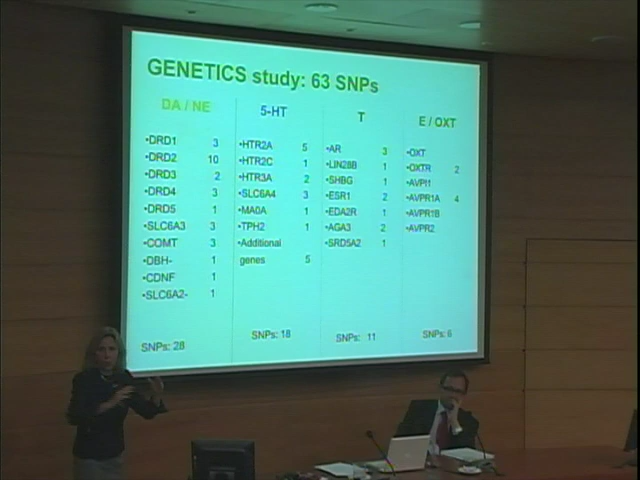 GENETICS study: 63 SNPs
DA / NE
•DRD1 3
•DRD2 10
•DRD3 2
•DRD4 3
•DRD5 1
•SLC6A3 3
•COMT 3
•DBH- 1
•CDNF 1
•SLC6A2- 1
SNPs: 28
5-HT
•HTR2A 5
•HTR2C 1
•HTR3A 2
•SLC6A4 3
•MAOA 1
•TPH2 1
•Additional
genes 5
SNPs: 18
T
•AR 3
•LIN28B 1
•SHBG 1
•ESR1 2
•EDA2R 1
•AGA3 2
•SRD5A2 1
SNPs: 11
E / OXT
•OXT
•OXTR 2
•AVPI1
•AVPR1A 4
•AVPR1B
•AVPR2
SNPs: 6